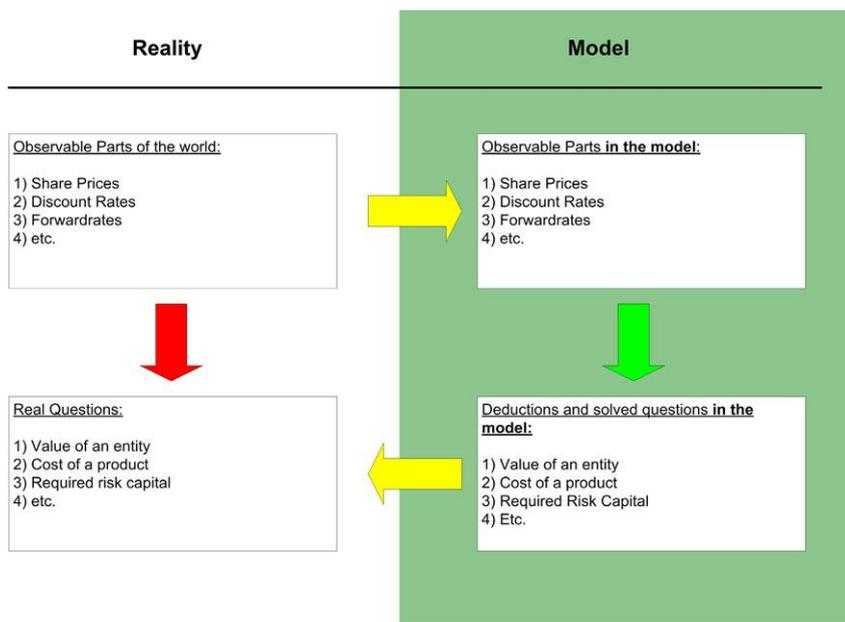 Reality
Model
Observable Parts of the world:
1) Share Prices
2) Discount Rates
3) Forwardrates
4) etc.
Observable Parts in the model:
1) Share Prices
2) Discount Rates
3) Forwardrates
4) etc.
Real Questions:
1) Value of an entity
2) Cost of a product
3) Required risk capital
4) etc.
Deductions and solved questions in the
model:
1) Value of an entity
2) Cost of a product
3) Required Risk Capital
4) Etc.